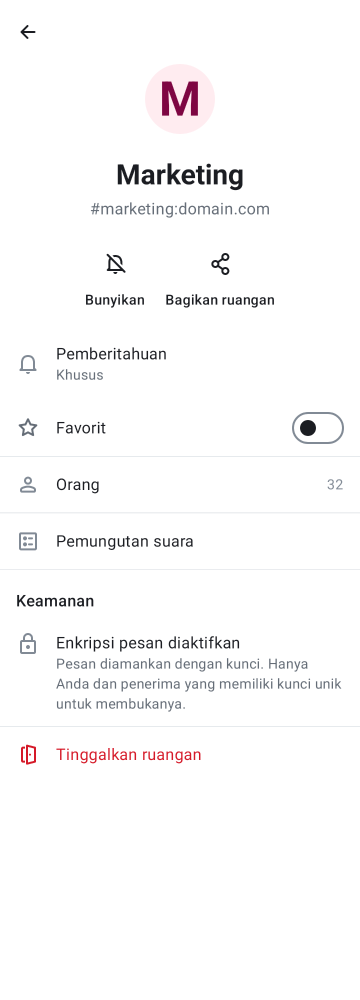 M
Marketing
#marketing:domain.com
Bunyikan
Bagikan ruangan
Pemberitahuan
Khusus
Favorit
Orang 32
Pemungutan suara
Keamanan
Enkripsi pesan diaktifkan
Pesan diamankan dengan kunci. Hanya
Anda dan penerima yang memiliki kunci unik
untuk membukanya.
Tinggalkan ruangan